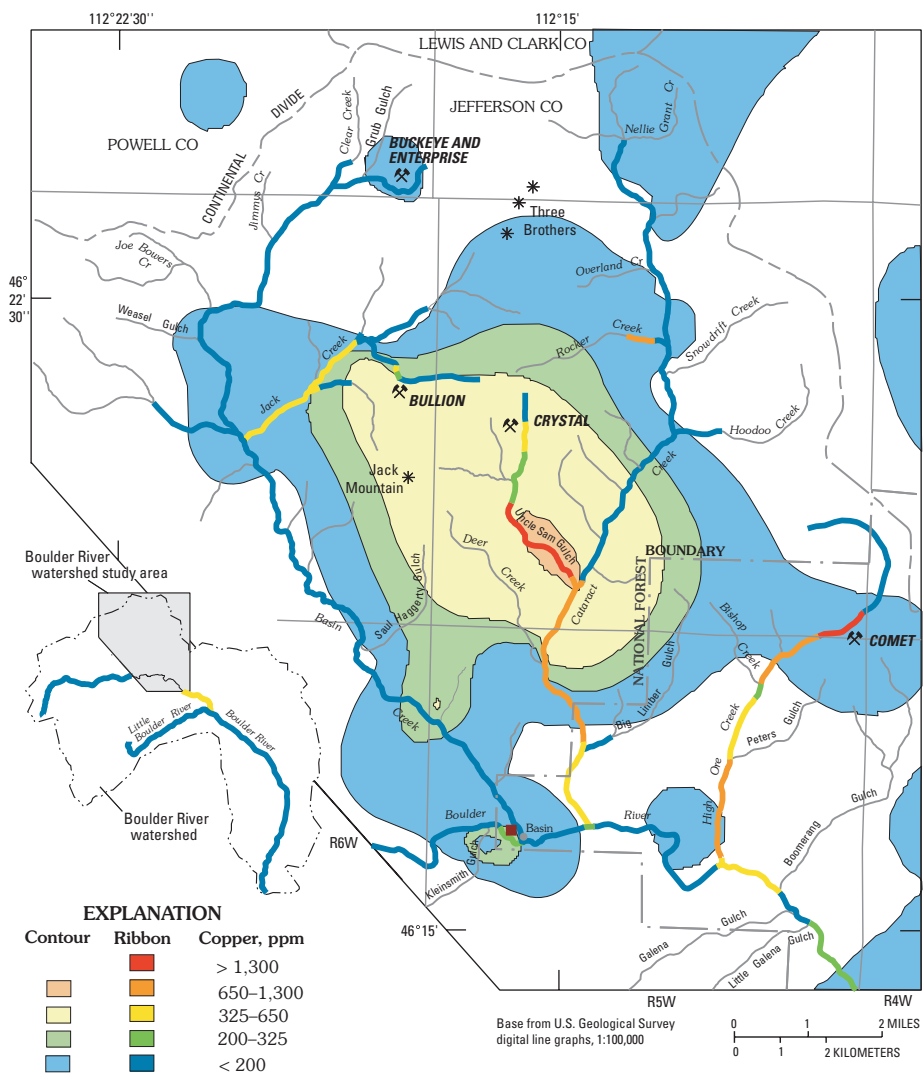 112°22'30"
112°15'
LEWIS AND CLARK CO
JEFFERSON CO
POWELL CO
CONTINENTAL
DIVIDE
Clear Creek
Grub Gulch
Nellie
Grant Cr
BUCKEYE AND
ENTERPRISE
Jimmys Cr
Three
Brothers
Joe Bowers
Cr
Overland Cr
46°
22'
30"
Weasel Gulch
Snowdrift Creek
Creek
Rocker
Creek
Jack
BULLION
CRYSTAL
Hoodoo Creek
Jack
Mountain
Creek
Uncle Sam Gulch
Deer
Creek
BOUNDARY
NATIONAL FOREST
Cataract
Boulder River
watershed study area
Saul Haggerty Gulch
Basin
Bishop
Creek
COMET
Big Limber
Gulch
Creek
Little
Boulder River
Boulder River
Creek
Ore
High
Peters Gulch
Boulder River
watershed
R6W
Boulder
Basin
River
Kleinsmith Gulch
Boomerang Gulch
46°15'
Galena Gulch
Little Galena Gulch
R5W
R4W
EXPLANATION
Contour Ribbon Copper, ppm
> 1,300
650–1,300
325–650
200–325
< 200
Base from U.S. Geological Survey
digital line graphs, 1:100,000
0 1 2 MILES
0 1 2 KILOMETERS